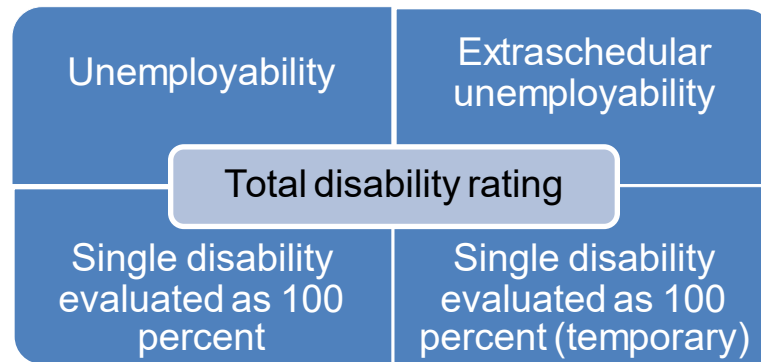 Unemployability
Extraschedular
unemployability
Total disability rating
Single disability
evaluated as 100
percent
Single disability
evaluated as 100
percent (temporary)